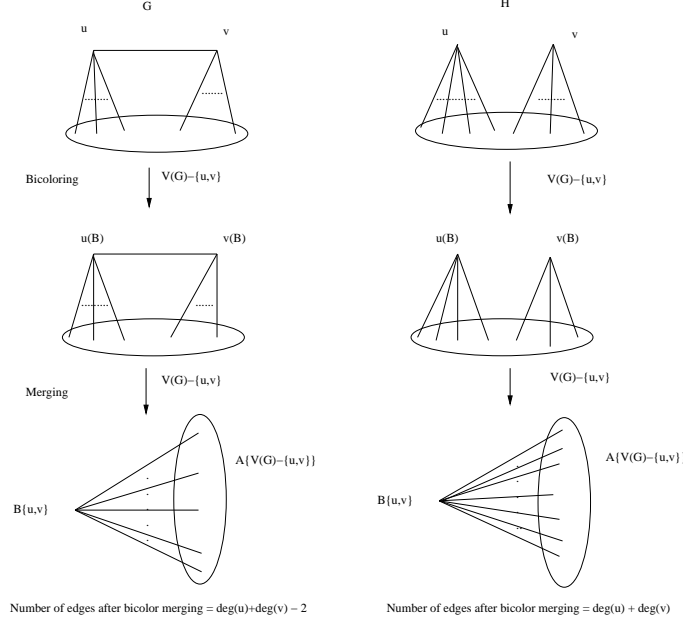 G
H
u
v
u
v
Bicoloring
V(G)−{u,v}
V(G)−{u,v}
u(B)
v(B)
u(B)
v(B)
Merging
V(G)−{u,v}
V(G)−{u,v}
A{V(G)−{u,v}}
A{V(G)−{u,v}
B{u,v}
B{u,v}
Number of edges after bicolor merging = deg(u)+deg(v) − 2
Number of edges after bicolor merging = deg(u) + deg(v)